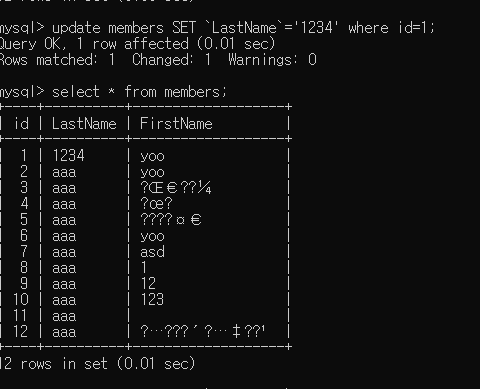 mysql> update members SET `LastName`='1234' where id=1;
Query OK, 1 row affected (0.01 sec)
Rows matched: 1  Changed: 1  Warnings: 0
mysql> select * from members;
+----+----------+---------------------+
| id | LastName | FirstName           |
+----+----------+---------------------+
|  1 | 1234     | yoo                 |
|  2 | aaa      | yoo                 |
|  3 | aaa      | ?Œ€??¼              |
|  4 | aaa      | ?œ?                 |
|  5 | aaa      | ????¤€              |
|  6 | aaa      | yoo                 |
|  7 | aaa      | asd                 |
|  8 | aaa      | 1                   |
|  9 | aaa      | 12                  |
| 10 | aaa      | 123                 |
| 11 | aaa      |                     |
| 12 | aaa      | ?…???´?…‡??¹        |
+----+----------+---------------------+
12 rows in set (0.01 sec)